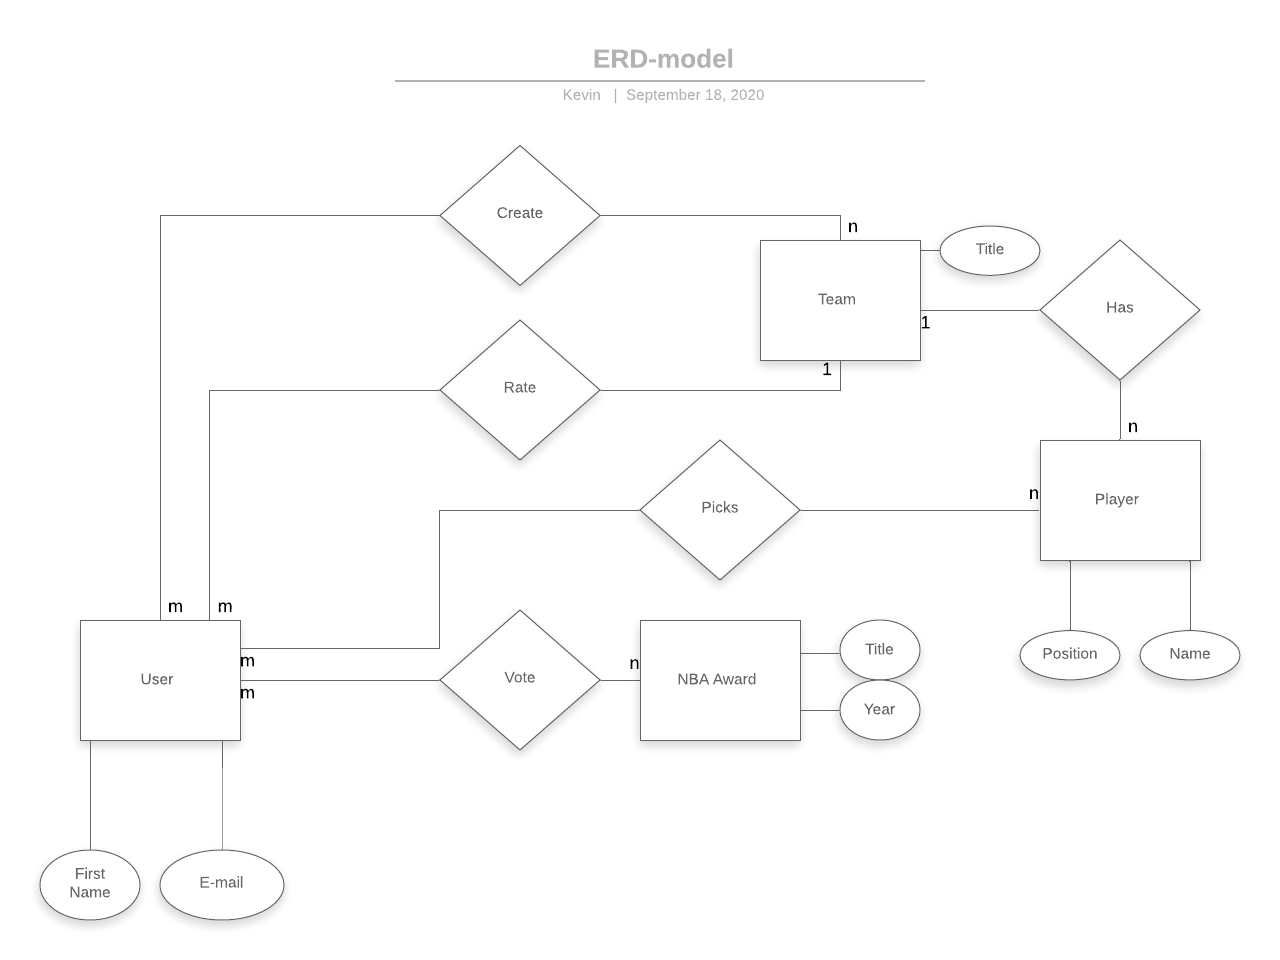 ERD-model
Kevin | September 18, 2020
Create
n
Title
Team
Has
1
1
Rate
n
n
Player
Picks
m
m
Title
Position
Name
m
n
User
Vote
NBA Award
m
Year
First
Name
E-mail